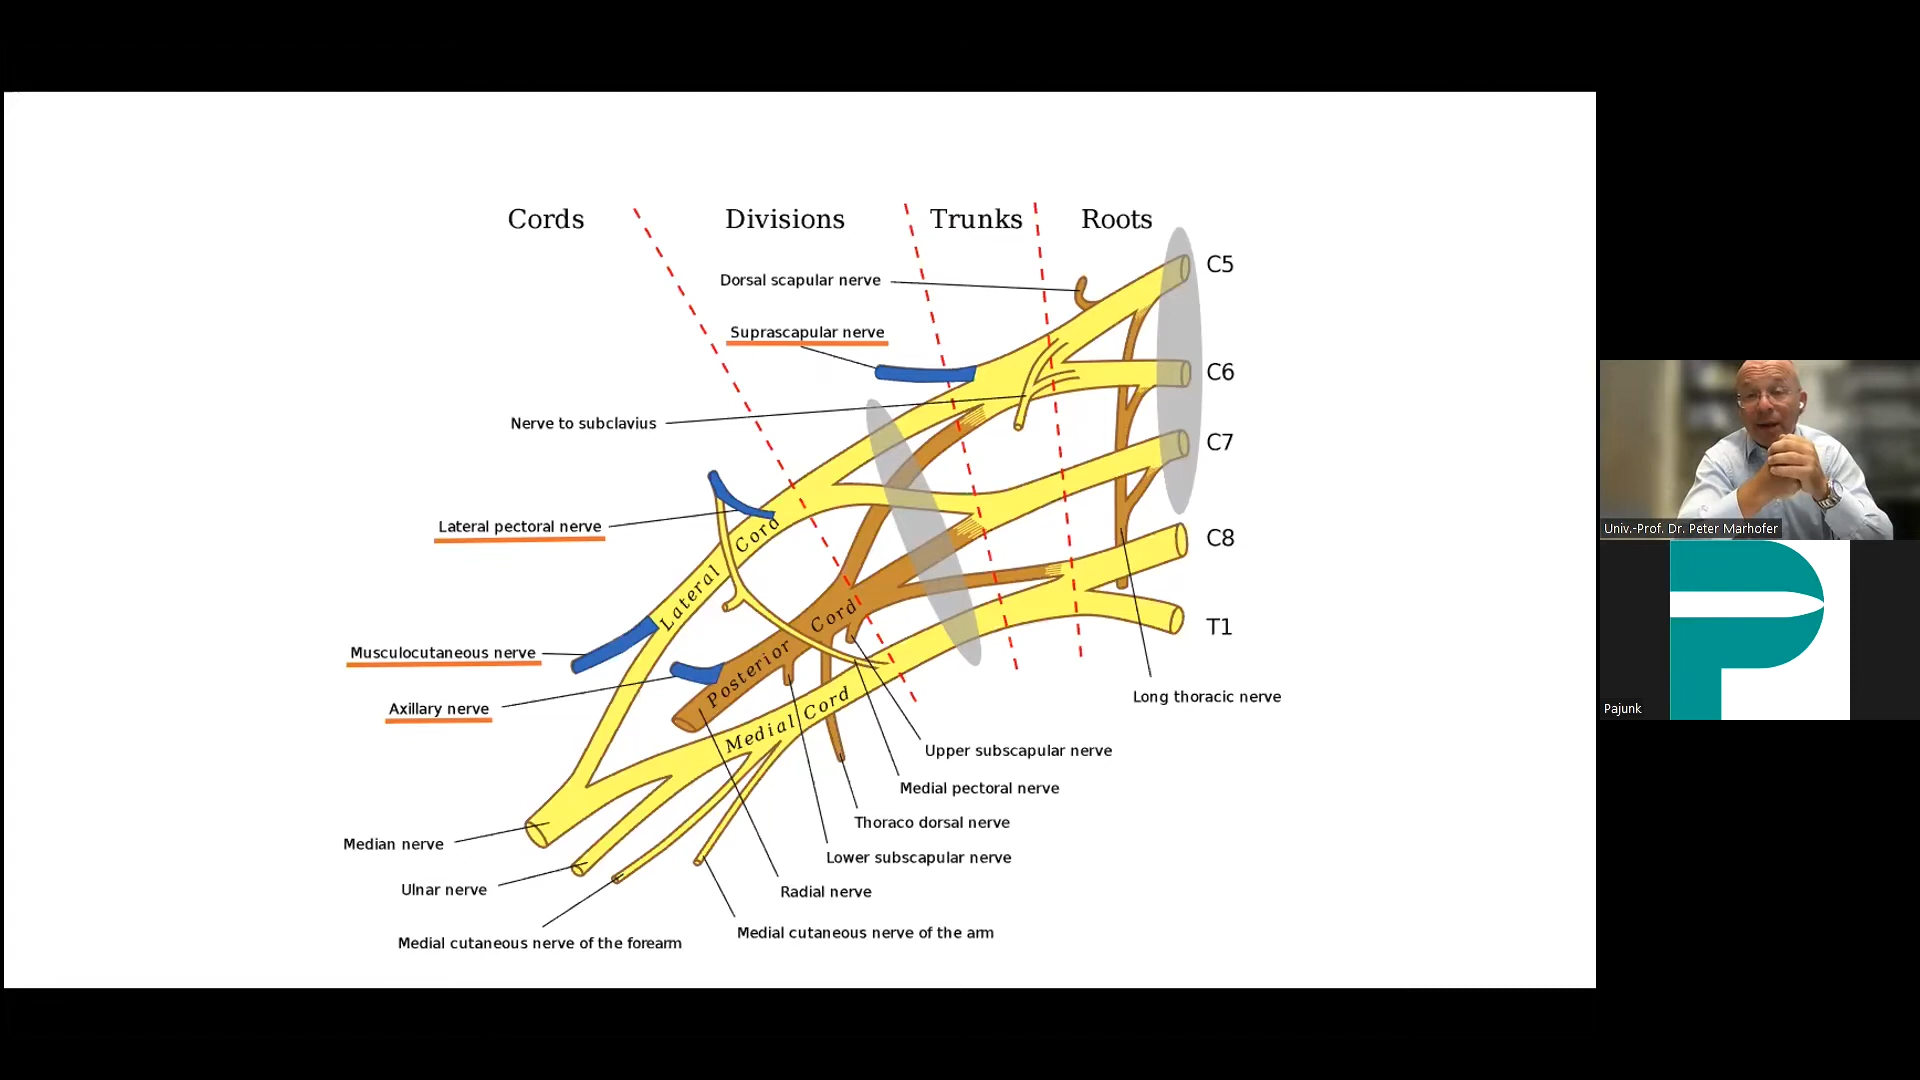 Cords
Divisions
Trunks
Roots
C5
Dorsal scapular nerve
Suprascapular nerve
C6
Nerve to subclavius
C7
Lateral pectoral nerve
Lateral Cord
C8
Posterior Cord
T1
Musculocutaneous nerve
Axillary nerve
Medial Cord
Long thoracic nerve
Upper subscapular nerve
Medial pectoral nerve
Thoraco dorsal nerve
Median nerve
Lower subscapular nerve
Ulnar nerve
Radial nerve
Medial cutaneous nerve of the arm
Medial cutaneous nerve of the forearm
Univ.-Prof. Dr. Peter Marhofer
Pajunk